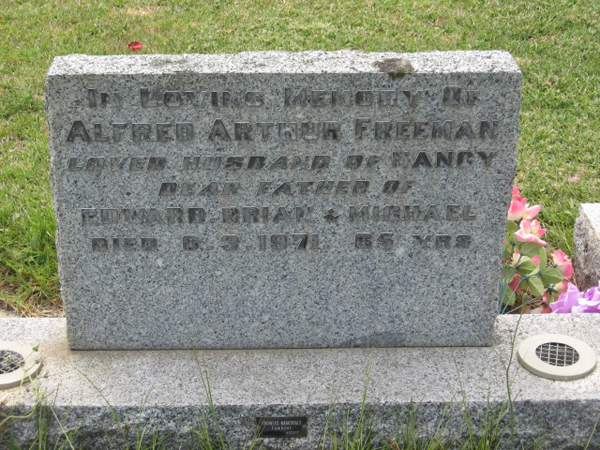 In Loving Memory Of
Alfred Arthur Freeman
Loved Husband of Nancy
Dear Father of
Edward. Brian & Michael
Died 6. 3. 1971. 65 Yrs
Memorials